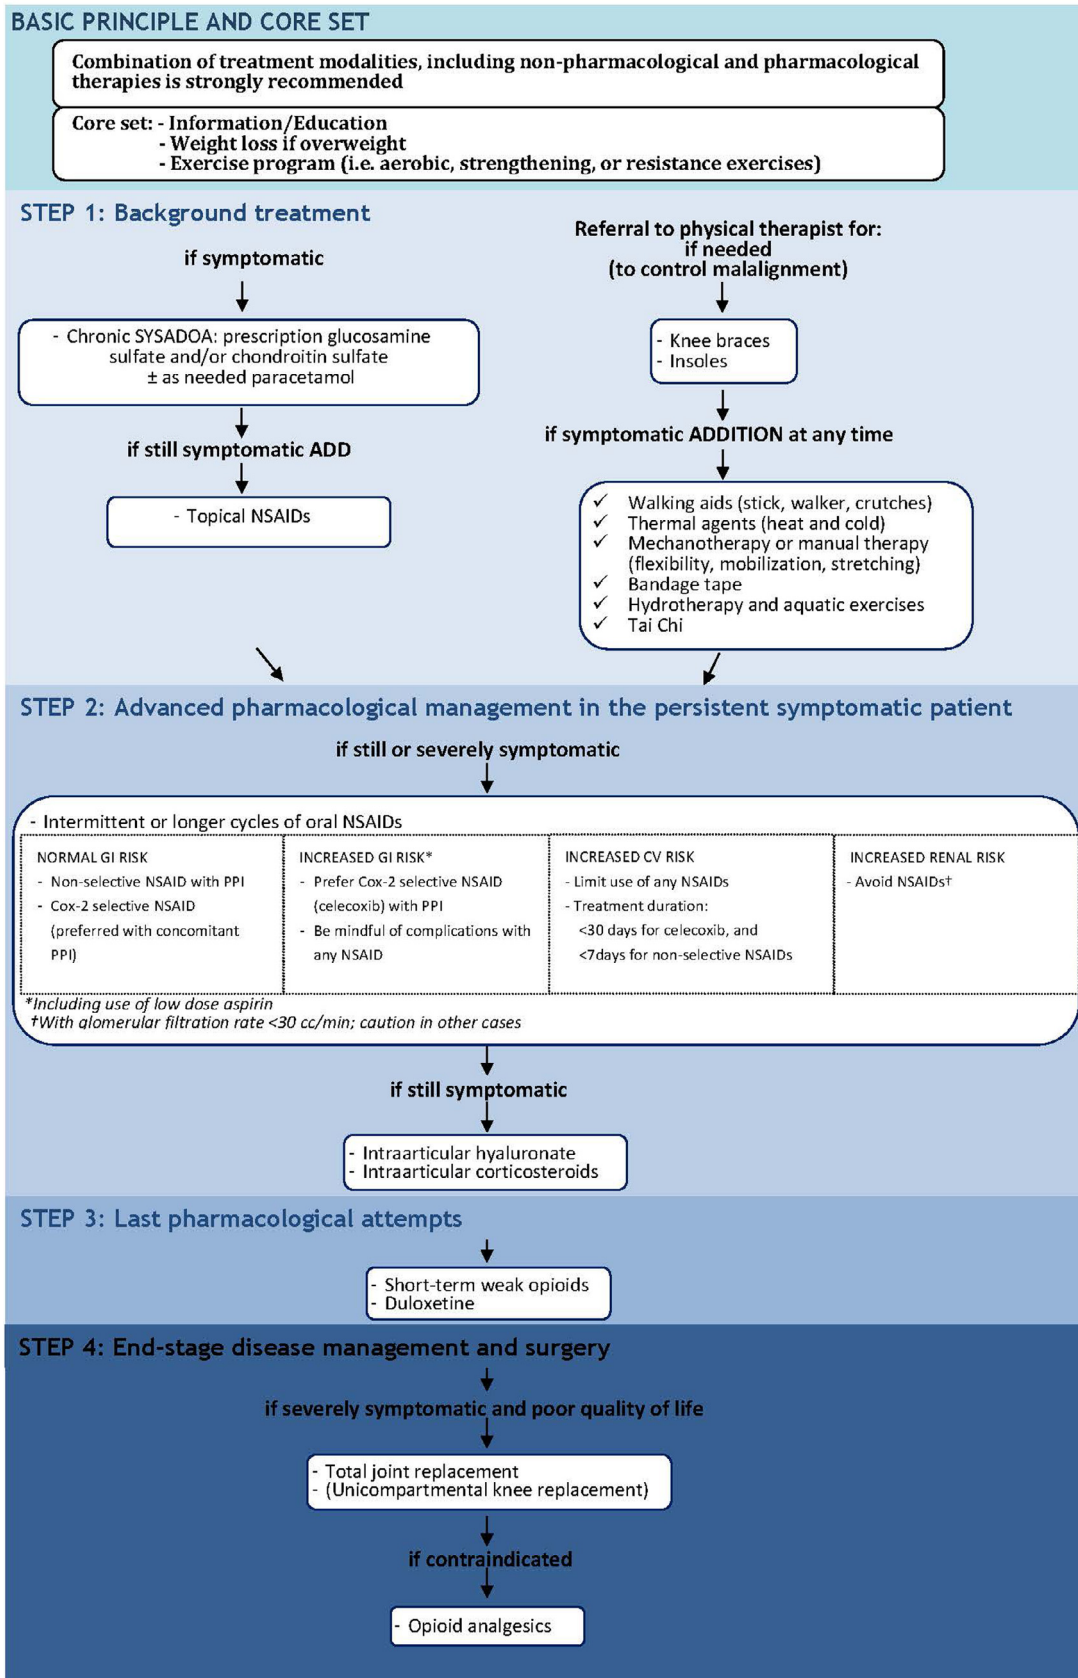 BASIC PRINCIPLE AND CORE SET
Combination of treatment modalities, including non-pharmacological and pharmacological
therapies is strongly recommended
Core set: - Information/Education
- Weight loss if overweight
- Exercise program (i.e. aerobic, strengthening, or resistance exercises)
STEP 1: Background treatment
if symptomatic
- Chronic SYSADOA: prescription glucosamine
sulfate and/or chondroitin sulfate
± as needed paracetamol
if still symptomatic ADD
- Topical NSAIDs
Referral to physical therapist for:
if needed
(to control malalignment)
- Knee braces
- Insoles
if symptomatic ADDITION at any time
✓ Walking aids (stick, walker, crutches)
✓ Thermal agents (heat and cold)
✓ Mechanotherapy or manual therapy
(flexibility, mobilization, stretching)
✓ Bandage tape
✓ Hydrotherapy and aquatic exercises
✓ Tai Chi
STEP 2: Advanced pharmacological management in the persistent symptomatic patient
if still or severely symptomatic
- Intermittent or longer cycles of oral NSAIDs
NORMAL GI RISK
- Non-selective NSAID with PPI
- Cox-2 selective NSAID
(preferred with concomitant
PPI)
INCREASED GI RISK*
- Prefer Cox-2 selective NSAID
(celecoxib) with PPI
- Be mindful of complications with
any NSAID
INCREASED CV RISK
- Limit use of any NSAIDs
- Treatment duration:
<30 days for celecoxib, and
<7days for non-selective NSAIDs
INCREASED RENAL RISK
- Avoid NSAIDs†
*Including use of low dose aspirin
†With glomerular filtration rate <30 cc/min; caution in other cases
if still symptomatic
- Intraarticular hyaluronate
- Intraarticular corticosteroids
STEP 3: Last pharmacological attempts
- Short-term weak opioids
- Duloxetine
STEP 4: End-stage disease management and surgery
if severely symptomatic and poor quality of life
- Total joint replacement
- (Unicompartmental knee replacement)
if contraindicated
- Opioid analgesics